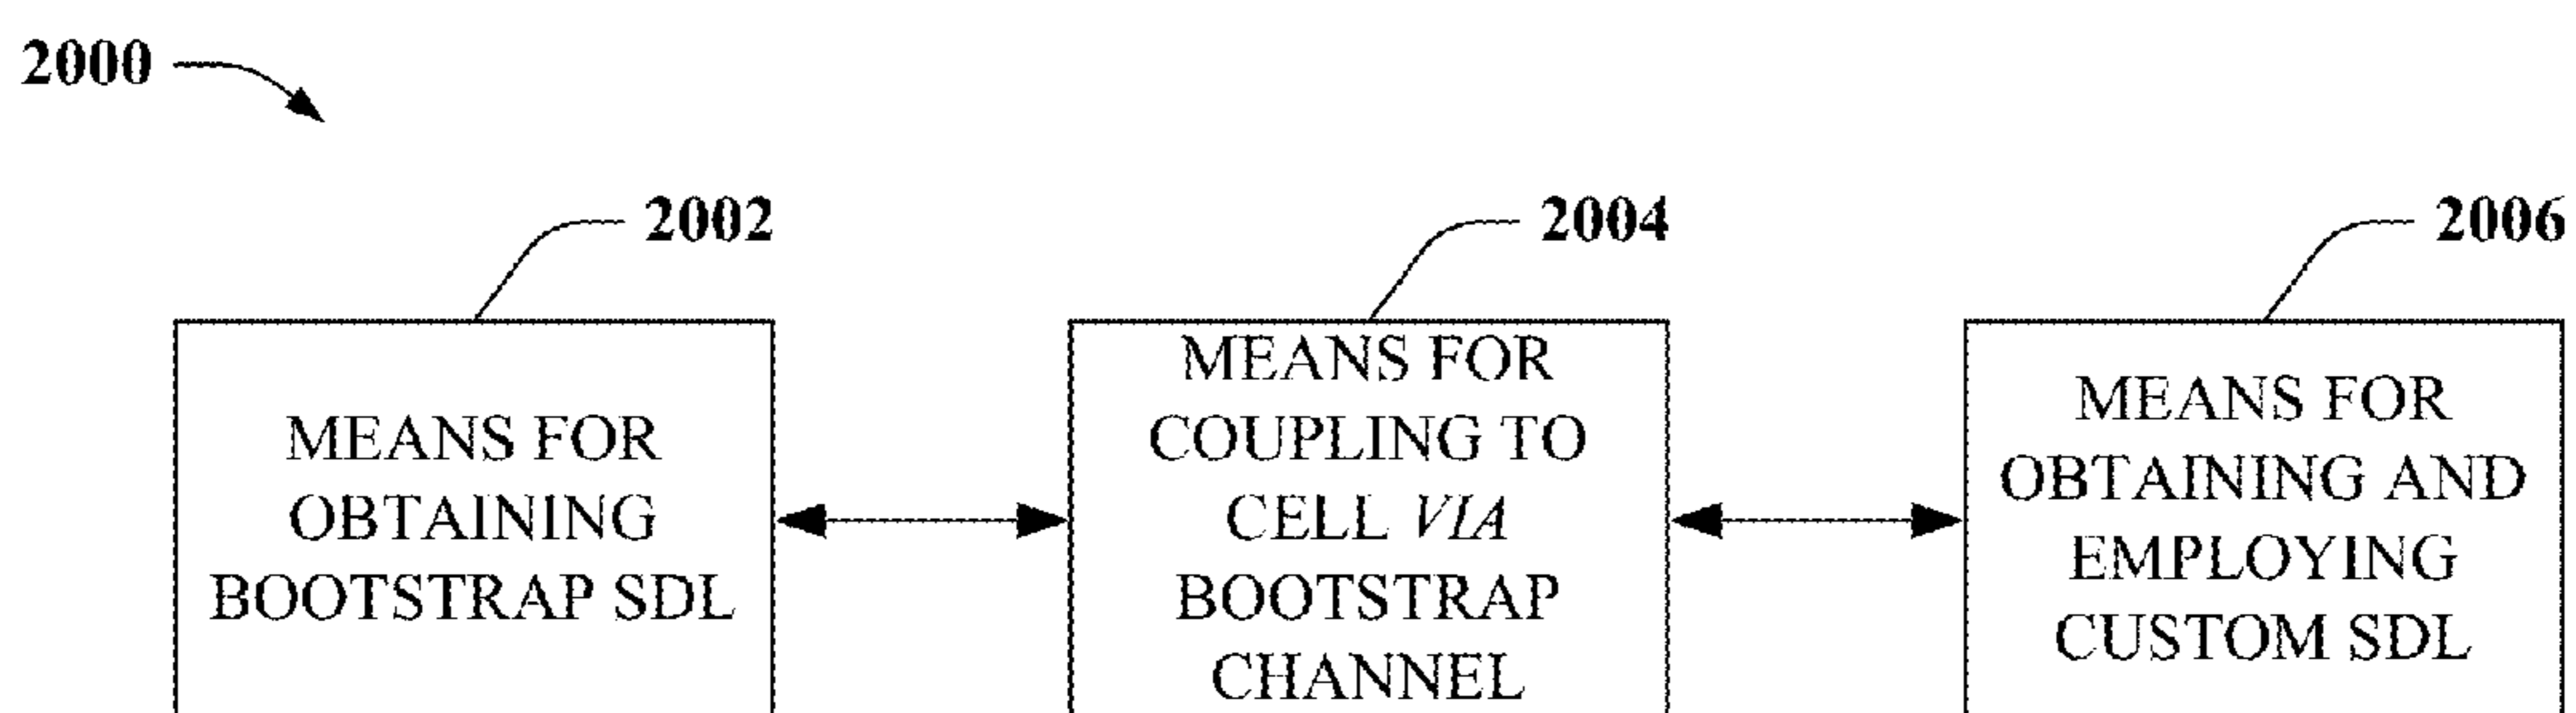 2000
2002
2004
2006
MEANS FOR
OBTAINING
BOOTSTRAP SDL
MEANS FOR
COUPLING TO
CELL VIA
BOOTSTRAP
CHANNEL
MEANS FOR
OBTAINING AND
EMPLOYING
CUSTOM SDL